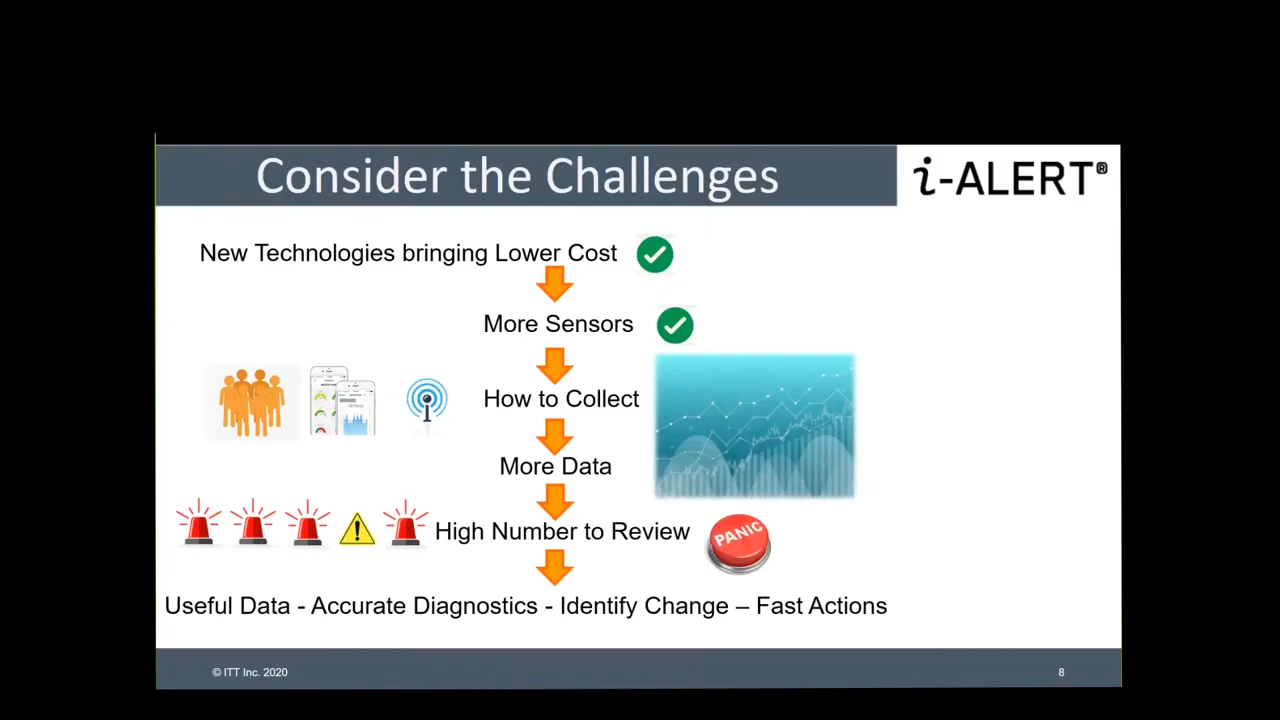 Consider the Challenges
i-ALERT®
New Technologies bringing Lower Cost
More Sensors
How to Collect
More Data
High Number to Review
PANIC
Useful Data - Accurate Diagnostics - Identify Change – Fast Actions
© ITT Inc. 2020
8